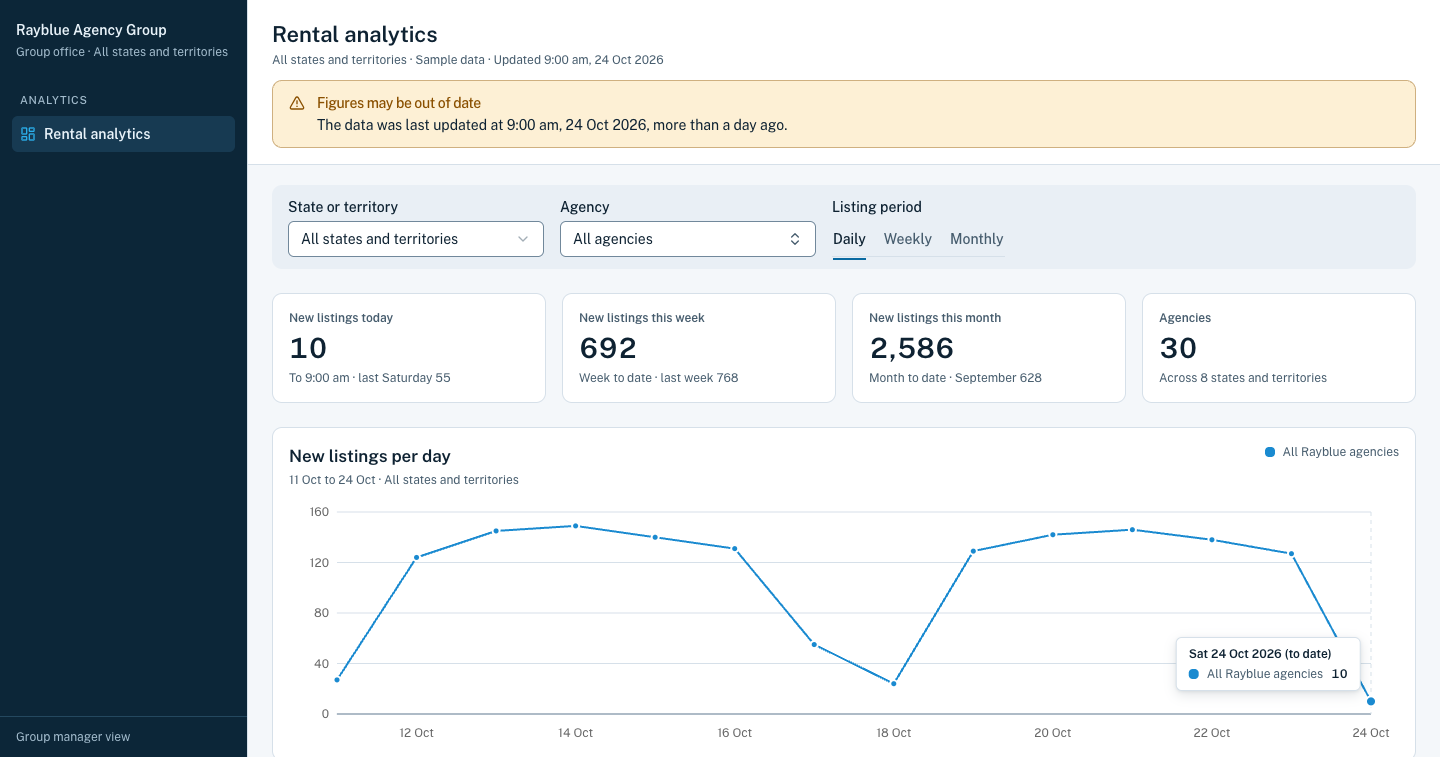 Rayblue Agency Group
Group office · All states and territories
ANALYTICS
Rental analytics
Group manager view
Rental analytics
All states and territories · Sample data · Updated 9:00 am, 24 Oct 2026
Figures may be out of date
The data was last updated at 9:00 am, 24 Oct 2026, more than a day ago.
State or territory
All states and territories
Agency
All agencies
Listing period
Daily Weekly Monthly
New listings today
10
To 9:00 am · last Saturday 55
New listings this week
692
Week to date · last week 768
New listings this month
2,586
Month to date · September 628
Agencies
30
Across 8 states and territories
New listings per day
11 Oct to 24 Oct · All states and territories
All Rayblue agencies
160
120
80
40
0
Sat 24 Oct 2026 (to date)
All Rayblue agencies 10
12 Oct 14 Oct 16 Oct 18 Oct 20 Oct 22 Oct 24 Oct